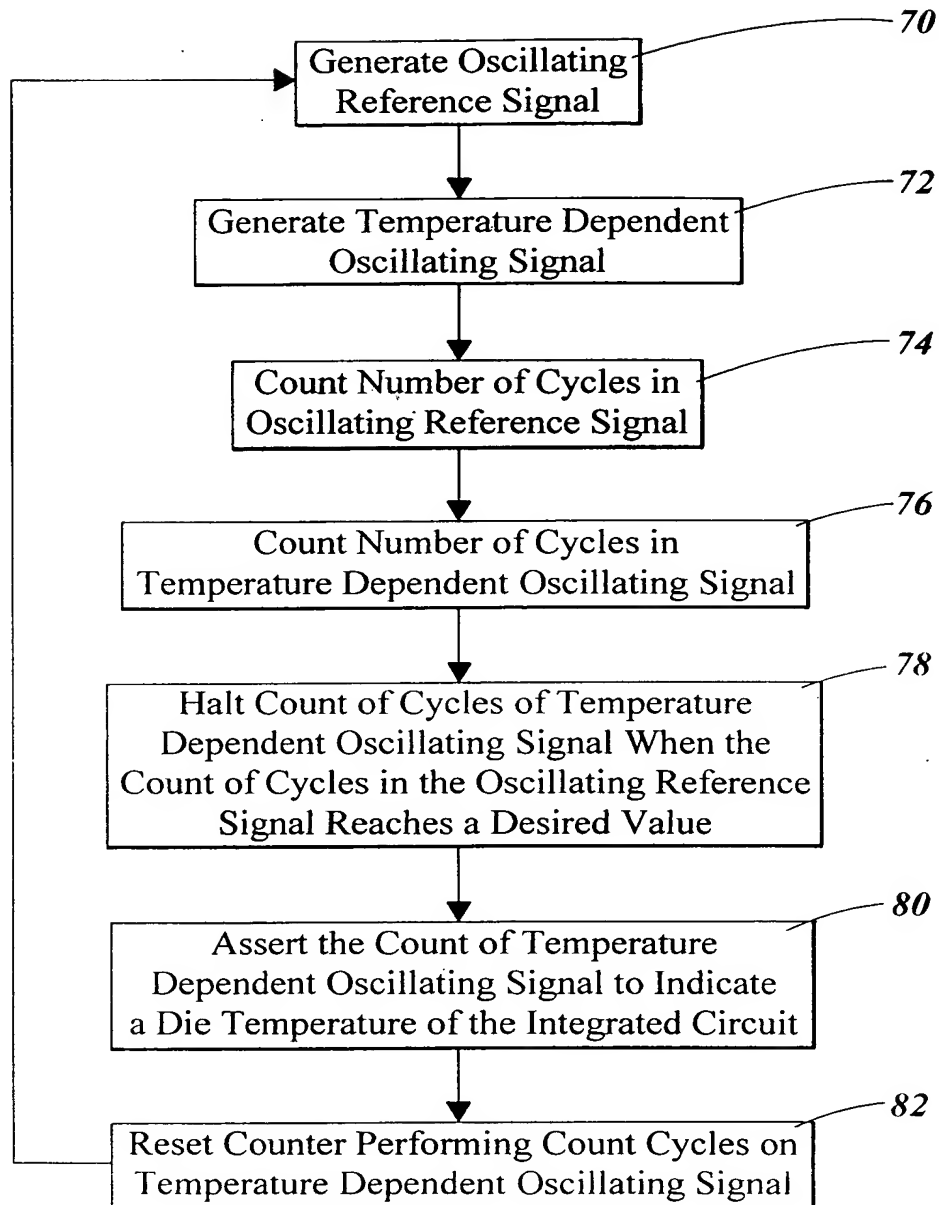 70
Generate Oscillating
Reference Signal
72
Generate Temperature Dependent
Oscillating Signal
74
Count Number of Cycles in
Oscillating Reference Signal
76
Count Number of Cycles in
Temperature Dependent Oscillating Signal
78
Halt Count of Cycles of Temperature
Dependent Oscillating Signal When the
Count of Cycles in the Oscillating Reference
Signal Reaches a Desired Value
80
Assert the Count of Temperature
Dependent Oscillating Signal to Indicate
a Die Temperature of the Integrated Circuit
82
Reset Counter Performing Count Cycles on
Temperature Dependent Oscillating Signal